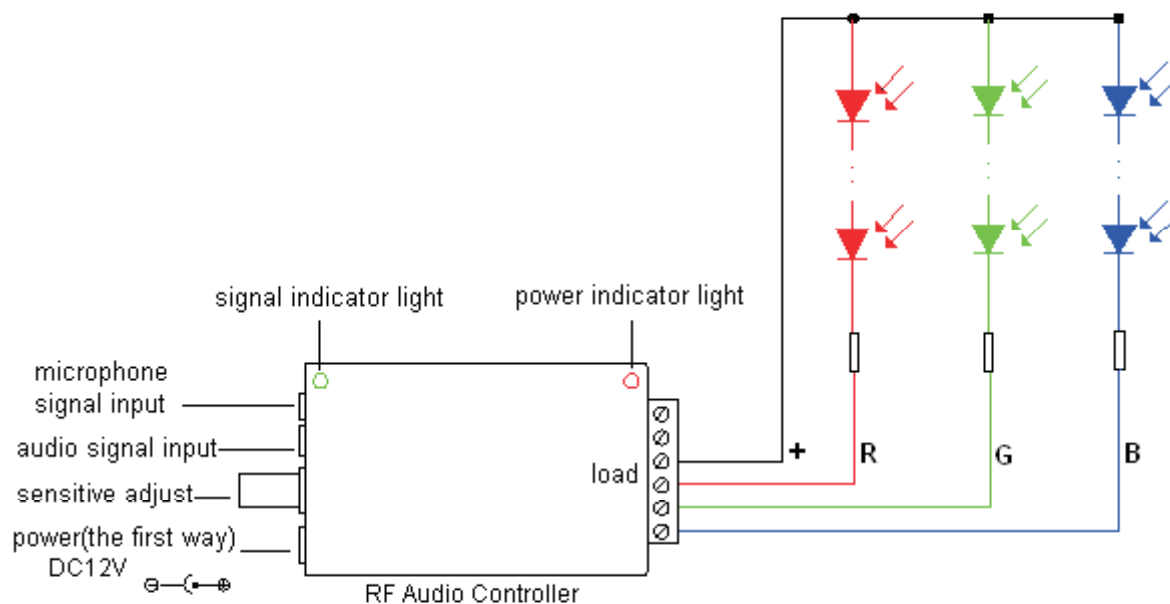 signal indicator light
power indicator light
microphone
signal input
audio signal input
sensitive adjust
power(the first way)
DC12V
load
+
R
G
B
RF Audio Controller